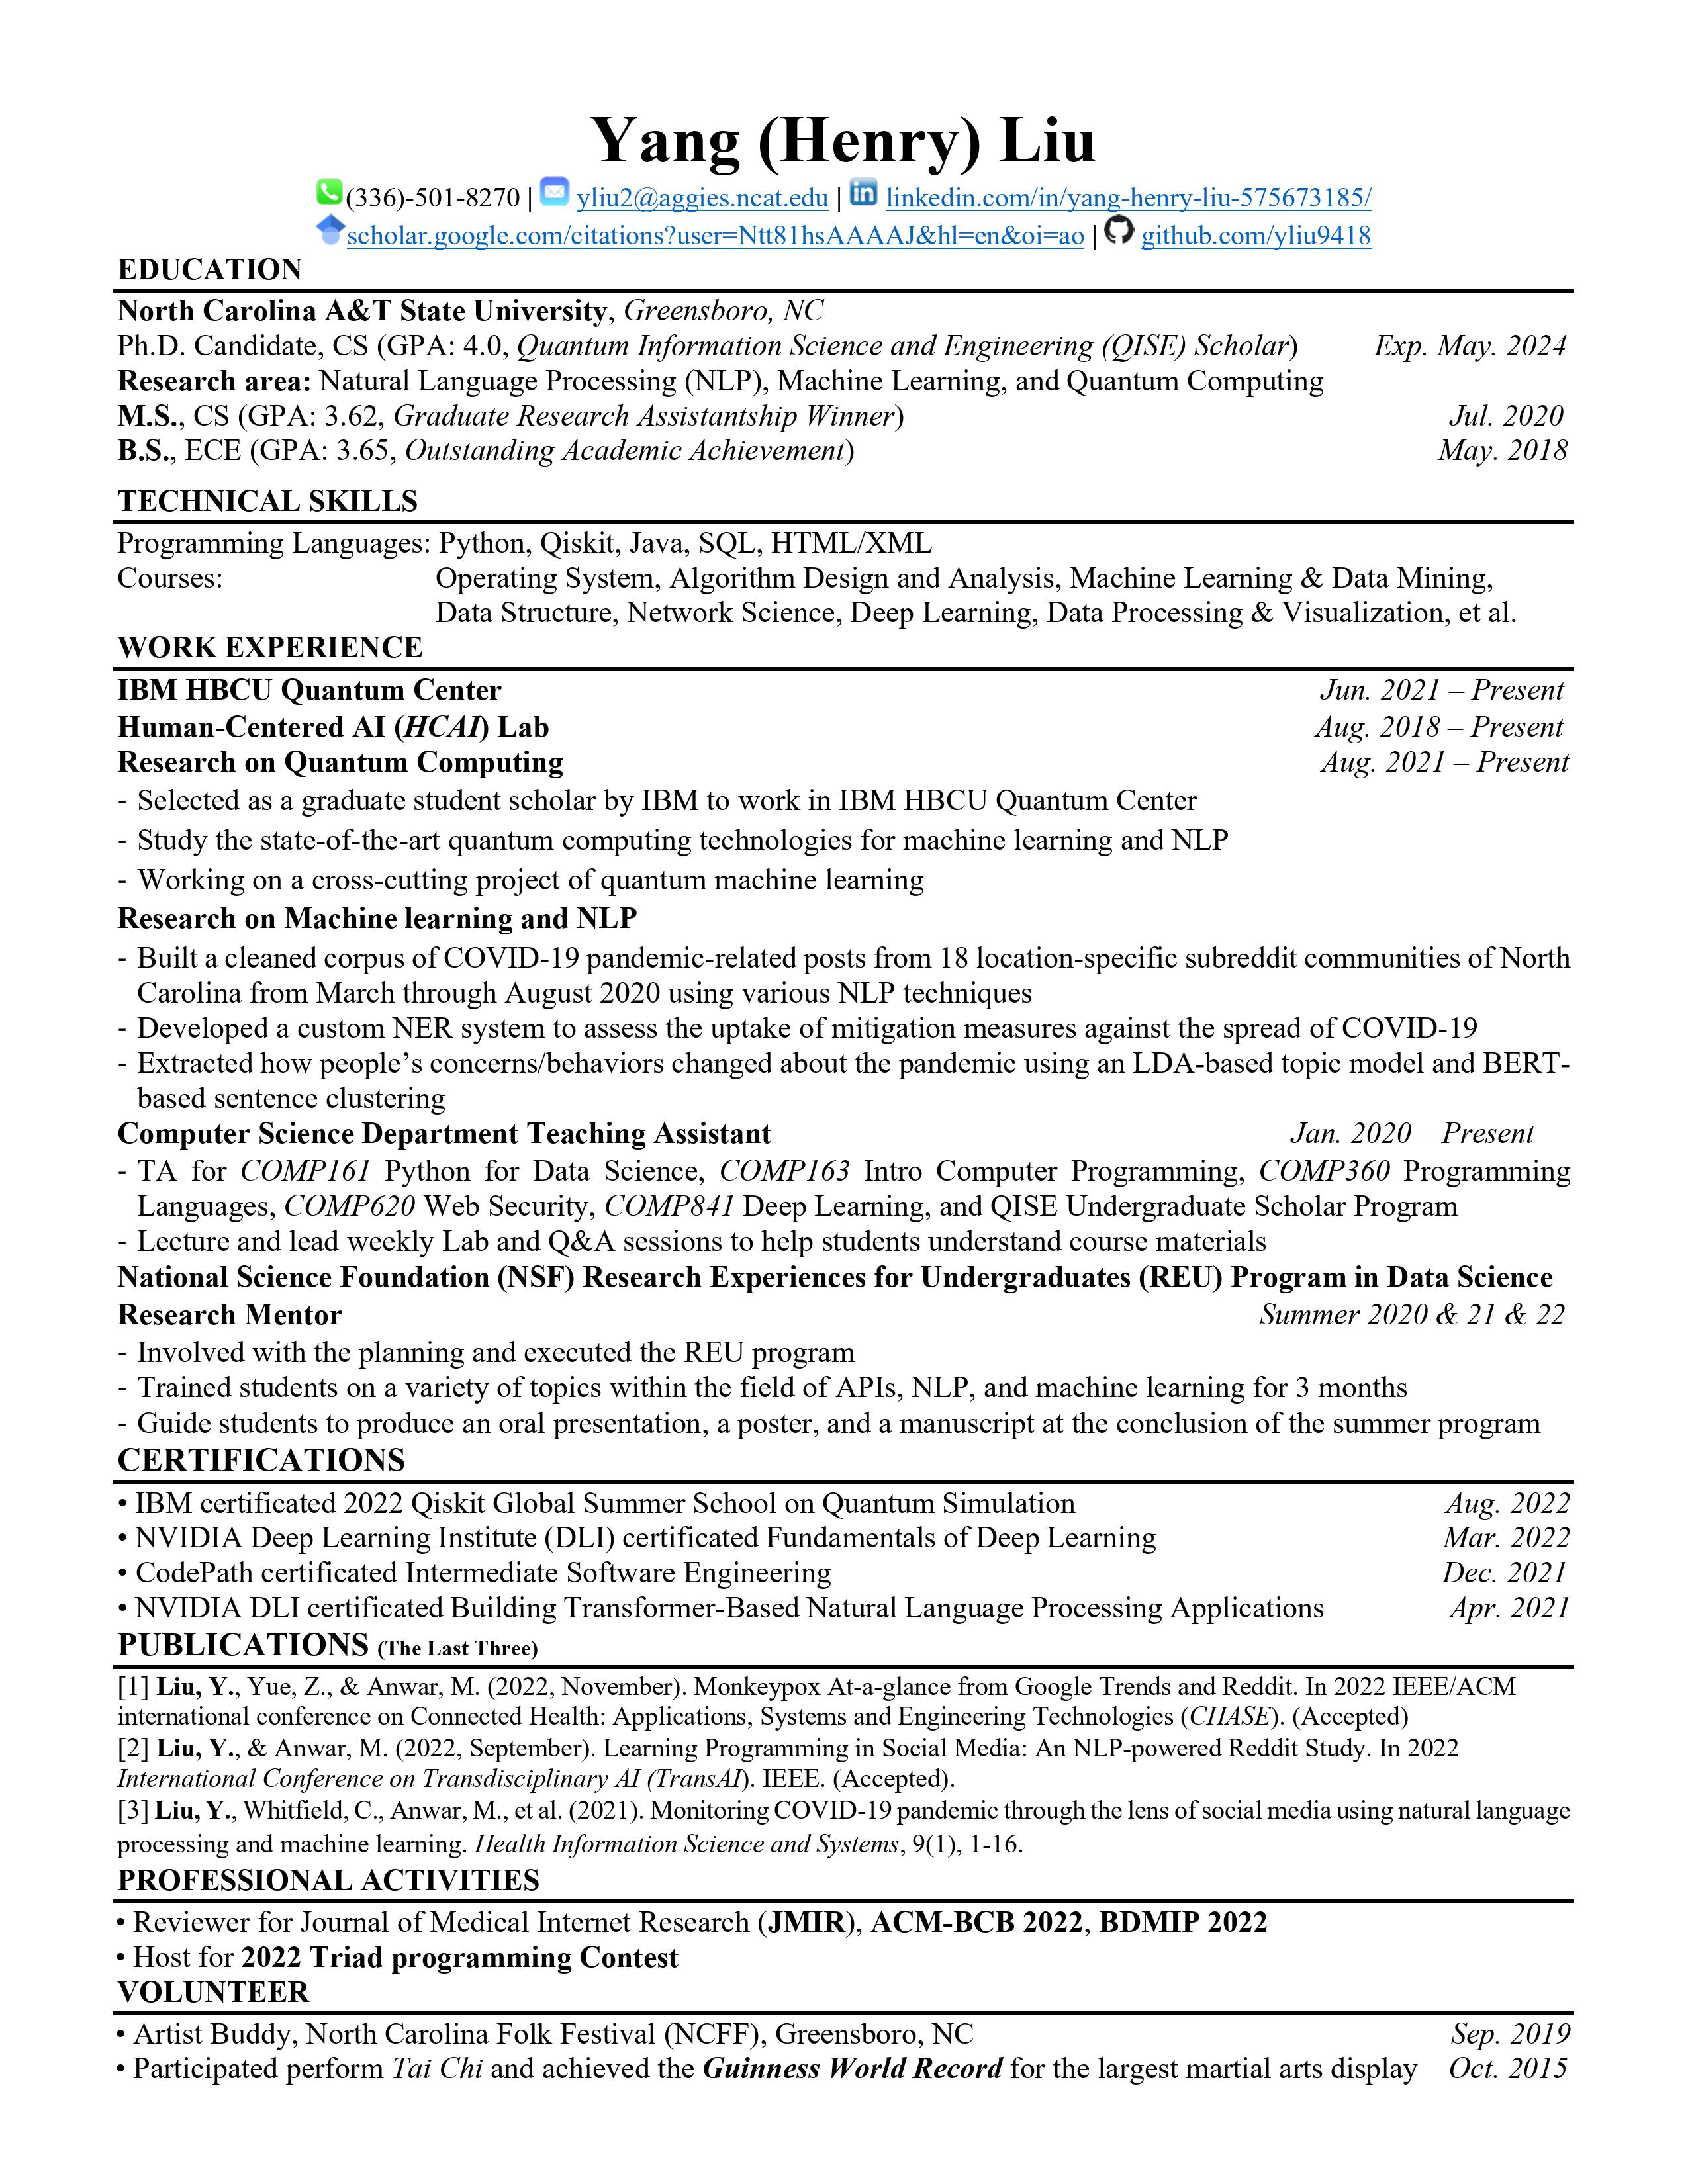 Yang (Henry) Liu
(336)-501-8270 | yliu2@aggies.ncat.edu | linkedin.com/in/yang-henry-liu-575673185/
scholar.google.com/citations?user=Ntt81hsAAAAJ&hl=en&oi=ao | github.com/yliu9418
EDUCATION
North Carolina A&T State University, Greensboro, NC
Ph.D. Candidate, CS (GPA: 4.0, Quantum Information Science and Engineering (QISE) Scholar) Exp. May. 2024
Research area: Natural Language Processing (NLP), Machine Learning, and Quantum Computing
M.S., CS (GPA: 3.62, Graduate Research Assistantship Winner) Jul. 2020
B.S., ECE (GPA: 3.65, Outstanding Academic Achievement) May. 2018
TECHNICAL SKILLS
Programming Languages: Python, Qiskit, Java, SQL, HTML/XML
Courses: Operating System, Algorithm Design and Analysis, Machine Learning & Data Mining,
Data Structure, Network Science, Deep Learning, Data Processing & Visualization, et al.
WORK EXPERIENCE
IBM HBCU Quantum Center Jun. 2021 – Present
Human-Centered AI (HCAI) Lab Aug. 2018 – Present
Research on Quantum Computing Aug. 2021 – Present
- Selected as a graduate student scholar by IBM to work in IBM HBCU Quantum Center
- Study the state-of-the-art quantum computing technologies for machine learning and NLP
- Working on a cross-cutting project of quantum machine learning
Research on Machine learning and NLP
- Built a cleaned corpus of COVID-19 pandemic-related posts from 18 location-specific subreddit communities of North
Carolina from March through August 2020 using various NLP techniques
- Developed a custom NER system to assess the uptake of mitigation measures against the spread of COVID-19
- Extracted how people’s concerns/behaviors changed about the pandemic using an LDA-based topic model and BERT-
based sentence clustering
Computer Science Department Teaching Assistant Jan. 2020 – Present
- TA for COMP161 Python for Data Science, COMP163 Intro Computer Programming, COMP360 Programming
Languages, COMP620 Web Security, COMP841 Deep Learning, and QISE Undergraduate Scholar Program
- Lecture and lead weekly Lab and Q&A sessions to help students understand course materials
National Science Foundation (NSF) Research Experiences for Undergraduates (REU) Program in Data Science
Research Mentor Summer 2020 & 21 & 22
- Involved with the planning and executed the REU program
- Trained students on a variety of topics within the field of APIs, NLP, and machine learning for 3 months
- Guide students to produce an oral presentation, a poster, and a manuscript at the conclusion of the summer program
CERTIFICATIONS
• IBM certificated 2022 Qiskit Global Summer School on Quantum Simulation Aug. 2022
• NVIDIA Deep Learning Institute (DLI) certificated Fundamentals of Deep Learning Mar. 2022
• CodePath certificated Intermediate Software Engineering Dec. 2021
• NVIDIA DLI certificated Building Transformer-Based Natural Language Processing Applications Apr. 2021
PUBLICATIONS (The Last Three)
[1] Liu, Y., Yue, Z., & Anwar, M. (2022, November). Monkeypox At-a-glance from Google Trends and Reddit. In 2022 IEEE/ACM
international conference on Connected Health: Applications, Systems and Engineering Technologies (CHASE). (Accepted)
[2] Liu, Y., & Anwar, M. (2022, September). Learning Programming in Social Media: An NLP-powered Reddit Study. In 2022
International Conference on Transdisciplinary AI (TransAI). IEEE. (Accepted).
[3] Liu, Y., Whitfield, C., Anwar, M., et al. (2021). Monitoring COVID-19 pandemic through the lens of social media using natural language
processing and machine learning. Health Information Science and Systems, 9(1), 1-16.
PROFESSIONAL ACTIVITIES
• Reviewer for Journal of Medical Internet Research (JMIR), ACM-BCB 2022, BDMIP 2022
• Host for 2022 Triad programming Contest
VOLUNTEER
• Artist Buddy, North Carolina Folk Festival (NCFF), Greensboro, NC Sep. 2019
• Participated perform Tai Chi and achieved the Guinness World Record for the largest martial arts display Oct. 2015